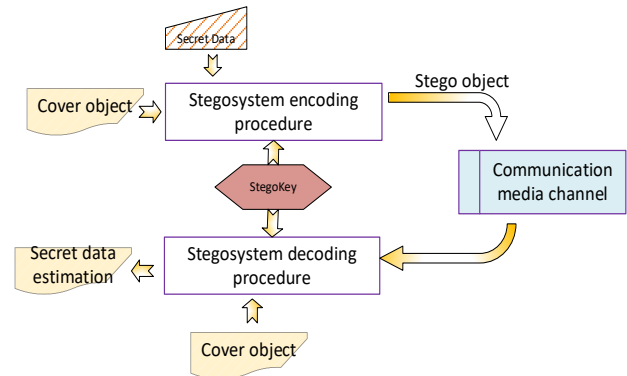 Secret Data
Stego object
Cover object
Stegosystem encoding
procedure
Communication
media channel
StegoKey
Secret data
estimation
Stegosystem decoding
procedure
Cover object